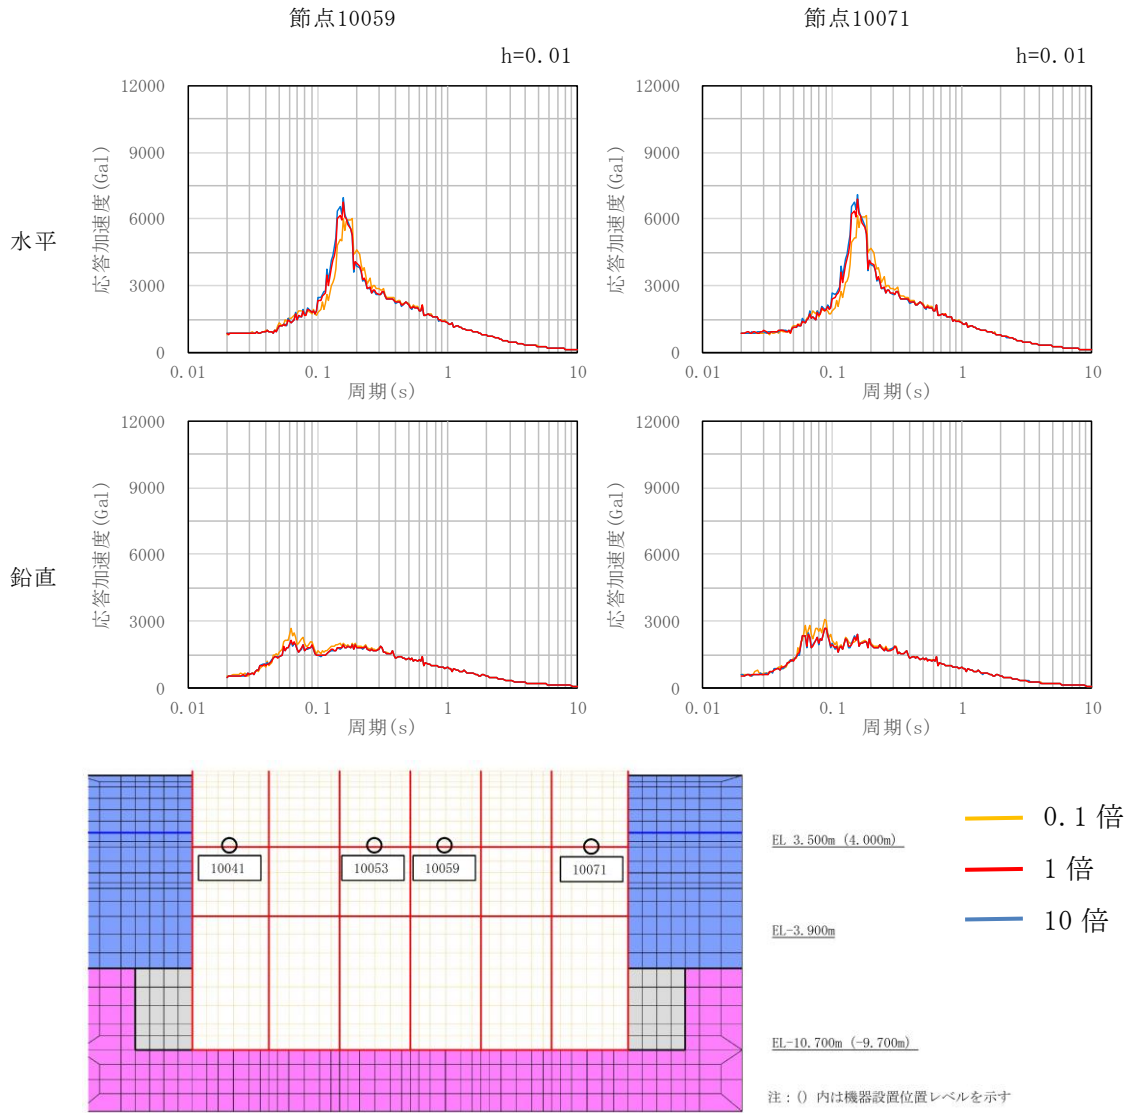 節点10059
節点10071
h=0.01
h=0.01
水平
応答加速度(Gal)
12000
9000
6000
3000
0
0.01
0.1
1
10
周期(s)
応答加速度(Gal)
12000
9000
6000
3000
0
0.01
0.1
1
10
周期(s)
鉛直
応答加速度(Gal)
12000
9000
6000
3000
0
0.01
0.1
1
10
周期(s)
応答加速度(Gal)
12000
9000
6000
3000
0
0.01
0.1
1
10
周期(s)
10041
10053
10059
10071
EL 3.500m (4.000m)
EL-3.900m
EL-10.700m (-9.700m)
0.1倍
1倍
10倍
注:() 内は機器設置位置レベルを示す